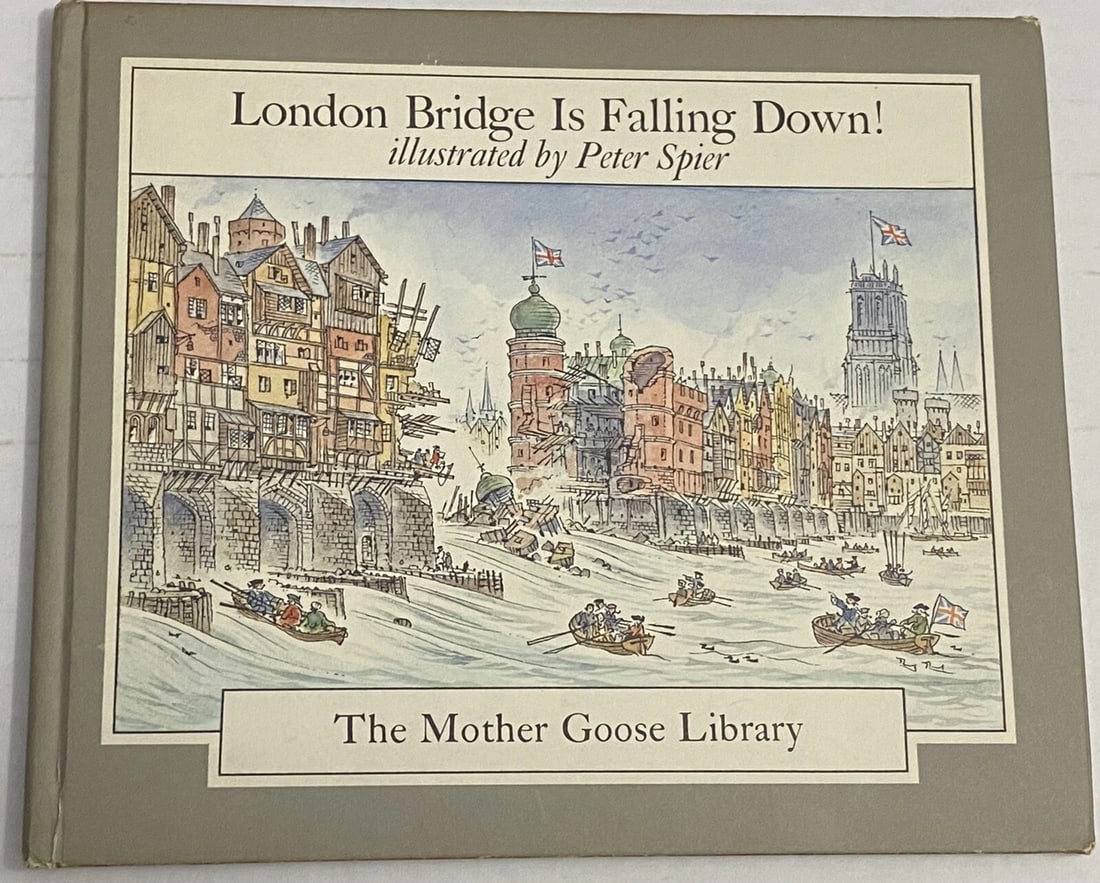 London Bridge Is Falling Down!
illustrated by Peter Spier
The Mother Goose Library